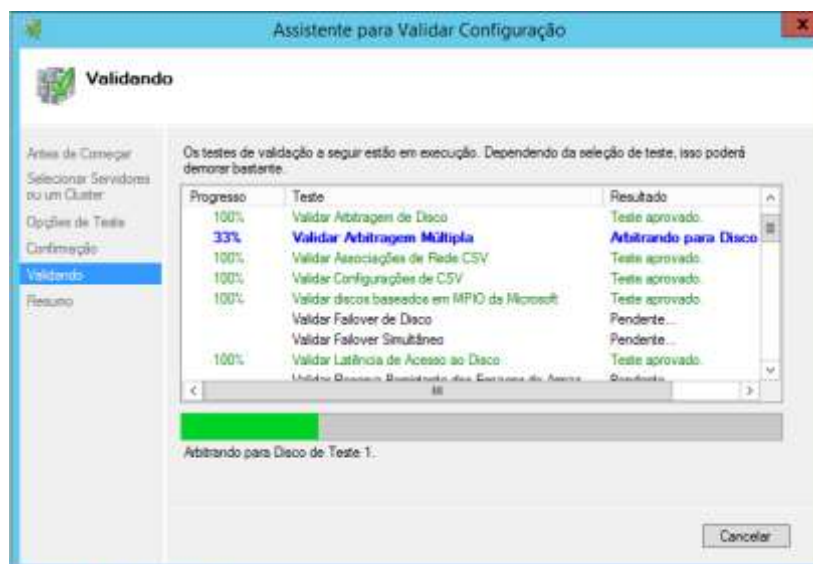 Assistente para Validar Configuração
x
Validando
Antes de Começar
Selecionar Servidores
ou um Cluster
Opções de Teste
Confirmação
Validando
Resumo
Os testes de validação a seguir estão em execução. Dependendo da seleção de teste, isso poderá
demorar bastante.
Progresso Teste Resultado
100% Validar Arbitragem de Disco Teste aprovado.
33% Validar Arbitragem Múltipla Arbitrando para Disco
100% Validar Associações de Rede CSV Teste aprovado.
100% Validar Configurações de CSV Teste aprovado.
100% Validar discos baseados em MPIO da Microsoft Teste aprovado.
Validar Failover de Disco Pendente...
Validar Failover Simultâneo Pendente...
100% Validar Latência de Acesso ao Disco Teste aprovado.
Arbitrando para Disco de Teste 1.
Cancelar